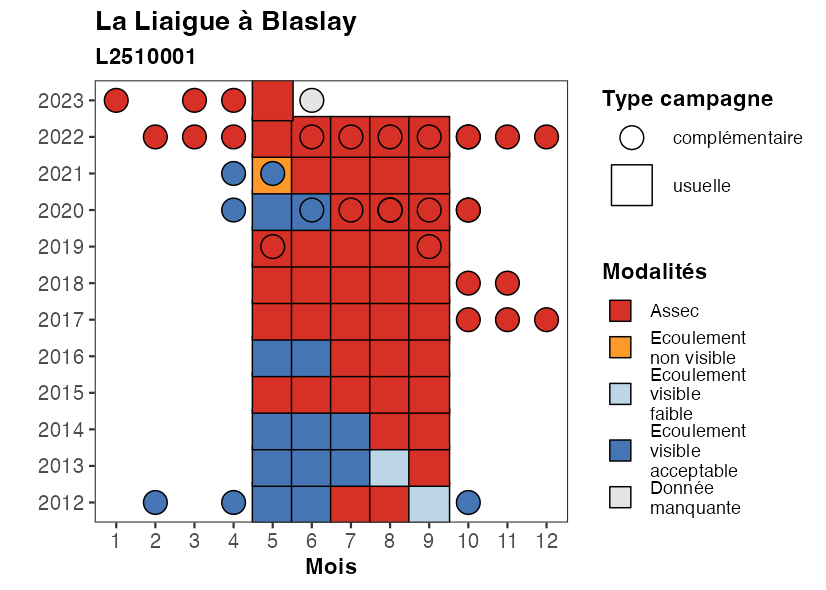 La Liaigue à Blaslay
L2510001
2023
2022
2021
2020
2019
2018
2017
2016
2015
2014
2013
2012
1 2 3 4 5 6 7 8 9 10 11 12
Mois
Type campagne
complémentaire
usuelle
Modalités
Assec
Ecoulement
non visible
Ecoulement
visible
faible
Ecoulement
visible
acceptable
Donnée
manquante